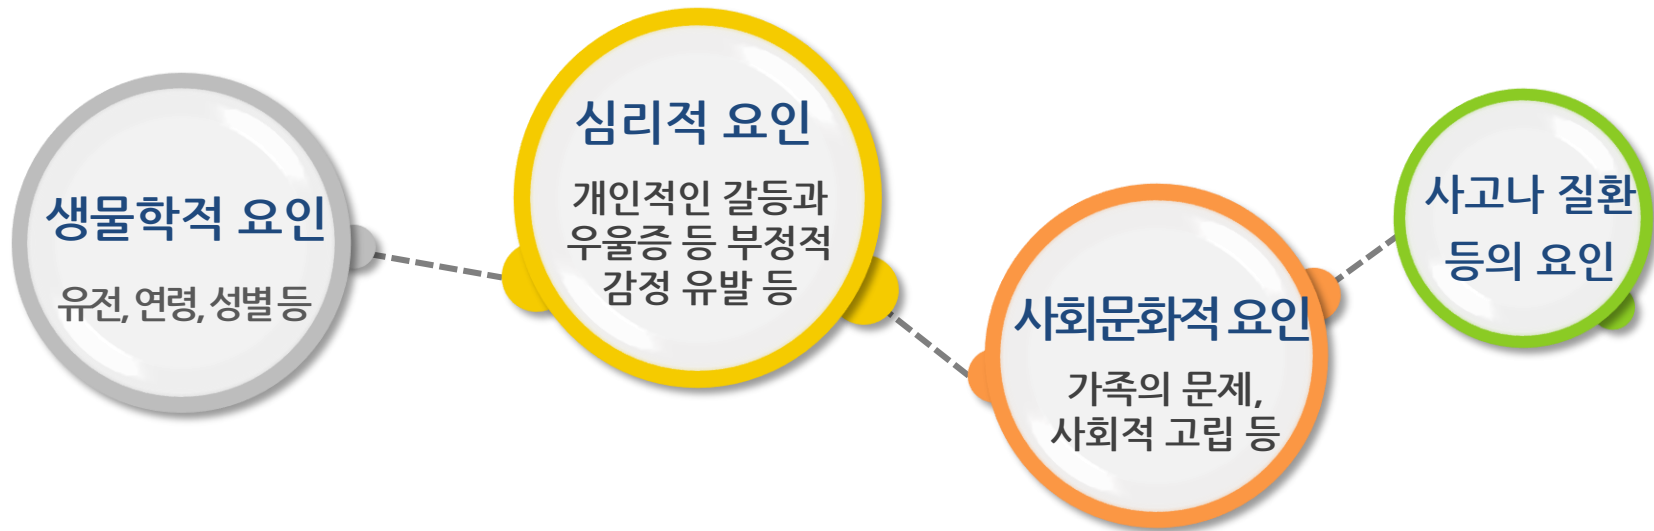 생물학적 요인
유전, 연령, 성별 등
심리적 요인
개인적인 갈등과
우울증 등 부정적
감정 유발 등
사회문화적 요인
가족의 문제,
사회적 고립 등
사고나 질환
등의 요인